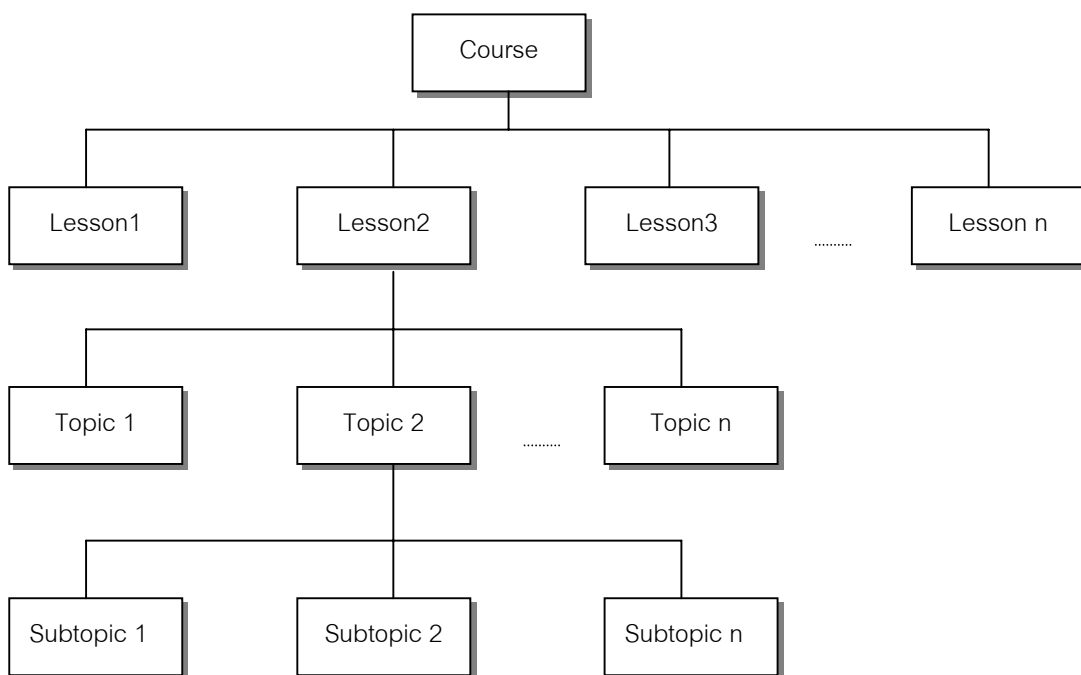 Course
Lesson1
Lesson2
Lesson3
..........
Lesson n
Topic 1
Topic 2
..........
Topic n
Subtopic 1
Subtopic 2
Subtopic n